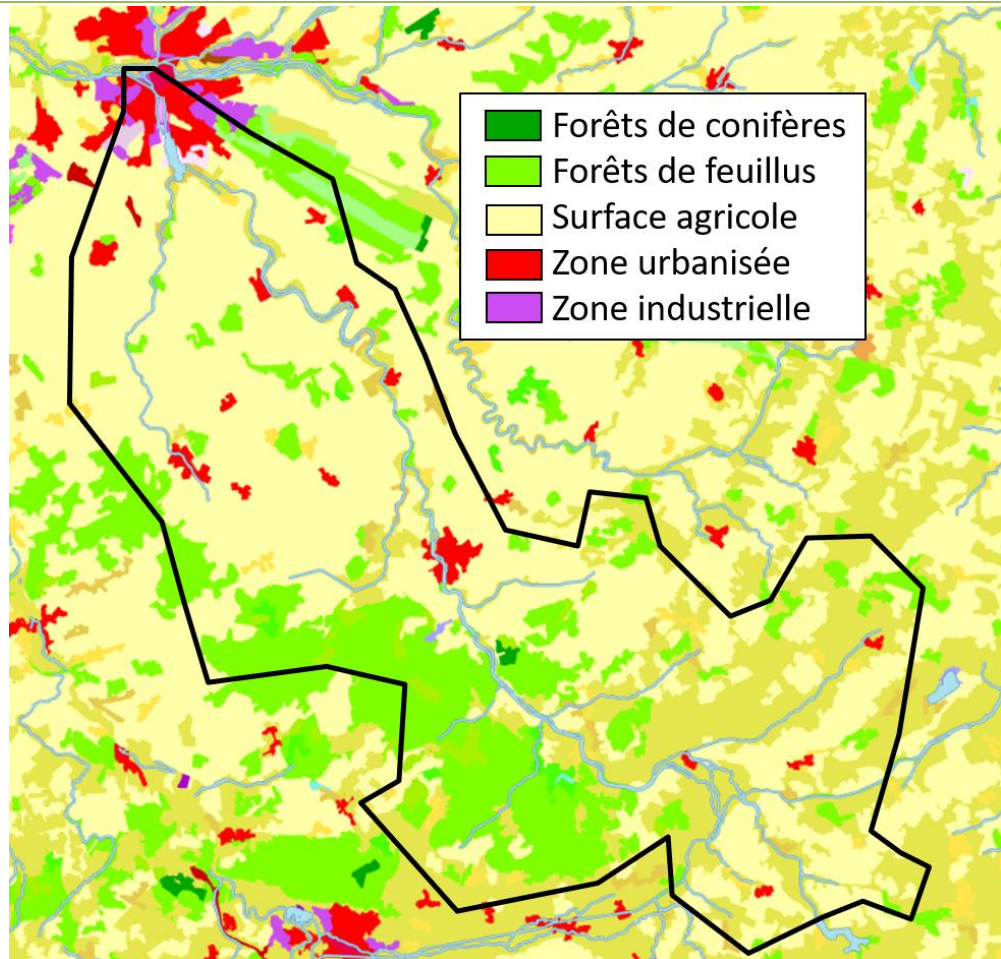 Forêts de conifères
Forêts de feuillus
Surface agricole
Zone urbanisée
Zone industrielle